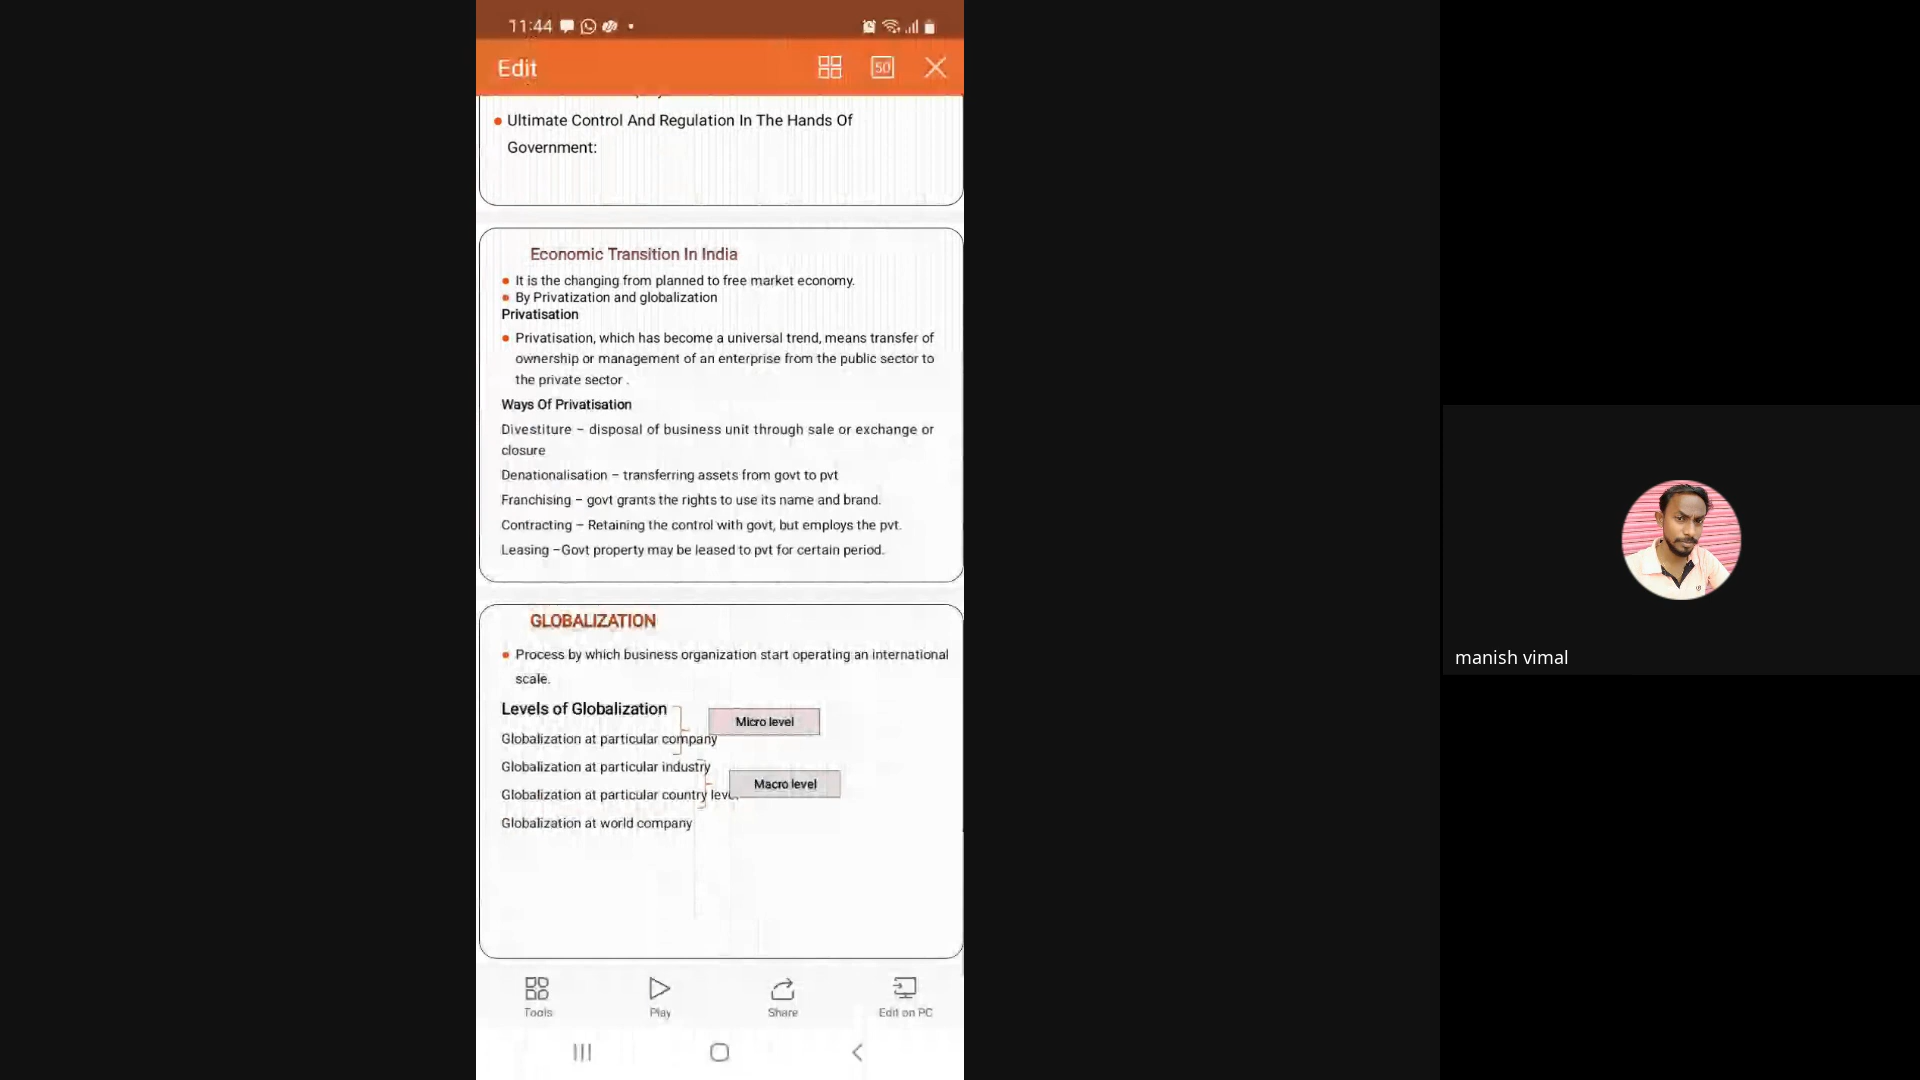 11:44
Edit
50
Ultimate Control And Regulation In The Hands Of
Government:
Economic Transition In India
It is the changing from planned to free market economy.
By Privatization and globalization
Privatisation
Privatisation, which has become a universal trend, means transfer of
ownership or management of an enterprise from the public sector to
the private sector .
Ways Of Privatisation
Divestiture – disposal of business unit through sale or exchange or
closure
Denationalisation – transferring assets from govt to pvt
Franchising – govt grants the rights to use its name and brand.
Contracting – Retaining the control with govt, but employs the pvt.
Leasing –Govt property may be leased to pvt for certain period.
GLOBALIZATION
Process by which business organization start operating an international
scale.
Levels of Globalization
Micro level
Globalization at particular company
Globalization at particular industry
Macro level
Globalization at particular country
Globalization at world company
Tools
Play
Share
Edit on PC
manish vimal